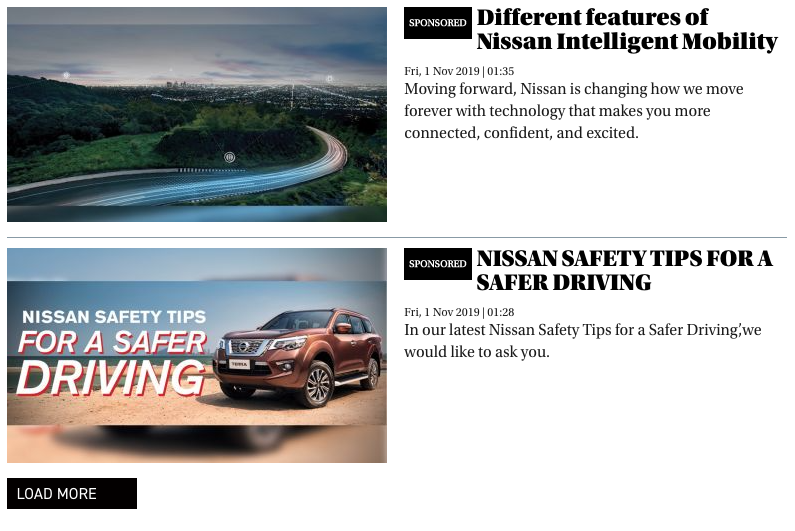 SPONSORED
Different features of
Nissan Intelligent Mobility
Fri, 1 Nov 2019 | 01:35
Moving forward, Nissan is changing how we move
forever with technology that makes you more
connected, confident, and excited.
NISSAN SAFETY TIPS
FOR A SAFER
DRIVING
TERRA
SPONSORED
NISSAN SAFETY TIPS FOR A
SAFER DRIVING
Fri, 1 Nov 2019 | 01:28
In our latest Nissan Safety Tips for a Safer Driving,’we
would like to ask you.
LOAD MORE